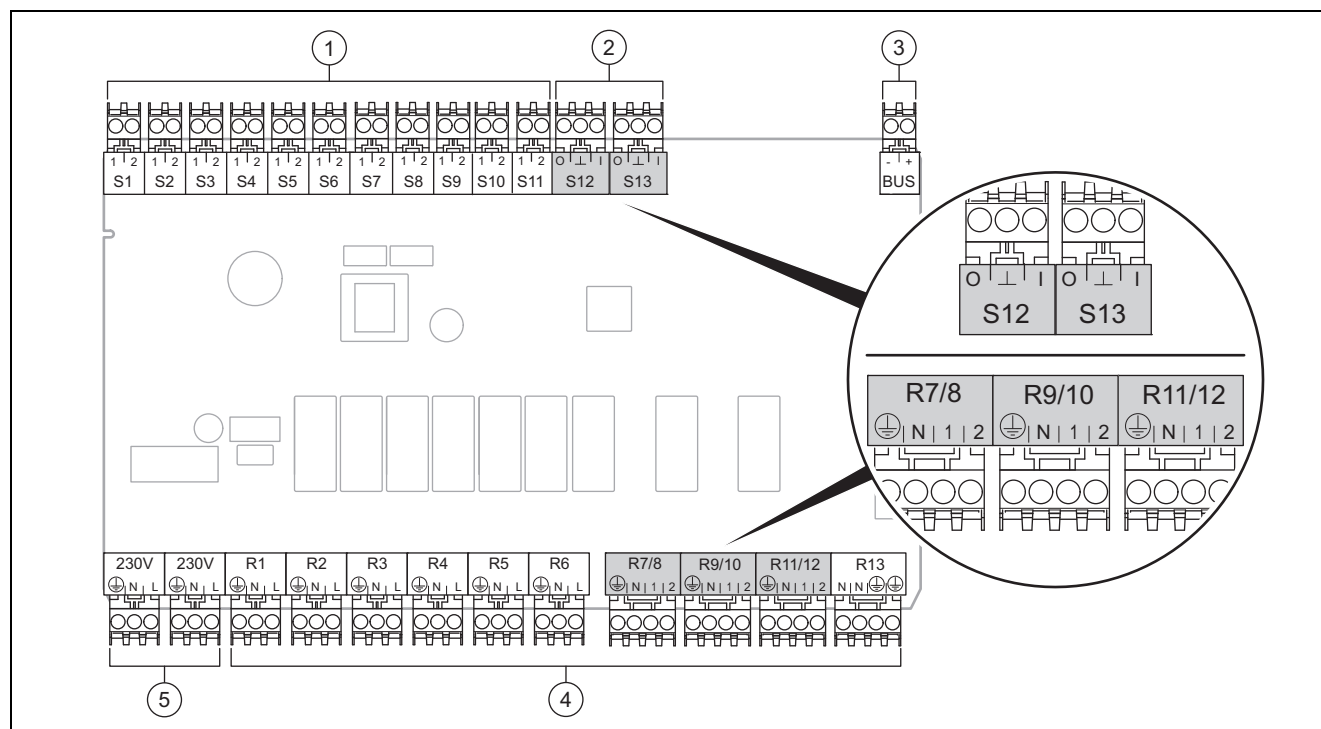 1 2 3
1 2 1 2 1 2 1 2 1 2 1 2 1 2 1 2 1 2 1 2 1 2 O ⊥ I O ⊥ I - +
S1 S2 S3 S4 S5 S6 S7 S8 S9 S10 S11 S12 S13 BUS
O ⊥ I O ⊥ I
S12 S13
R7/8 R9/10 R11/12
⏚ N 1 2 ⏚ N 1 2 ⏚ N 1 2
230V 230V R1 R2 R3 R4 R5 R6 R7/8 R9/10 R11/12 R13
⏚ N L ⏚ N L ⏚ N L ⏚ N L ⏚ N L ⏚ N L ⏚ N L ⏚ N L ⏚ N 1 2 ⏚ N 1 2 ⏚ N 1 2 N N ⏚ ⏚
5 4